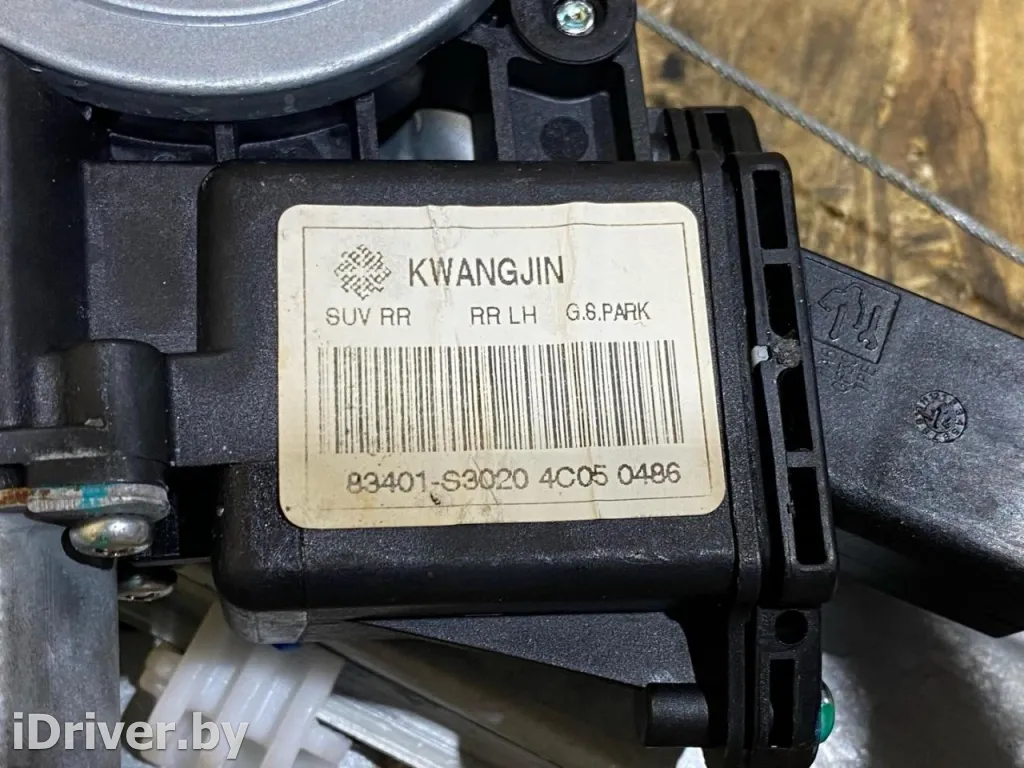 KWANGJIN
SUV RR RR LH G.S.PARK
83401-S3020 4C05 0486
iDriver.by